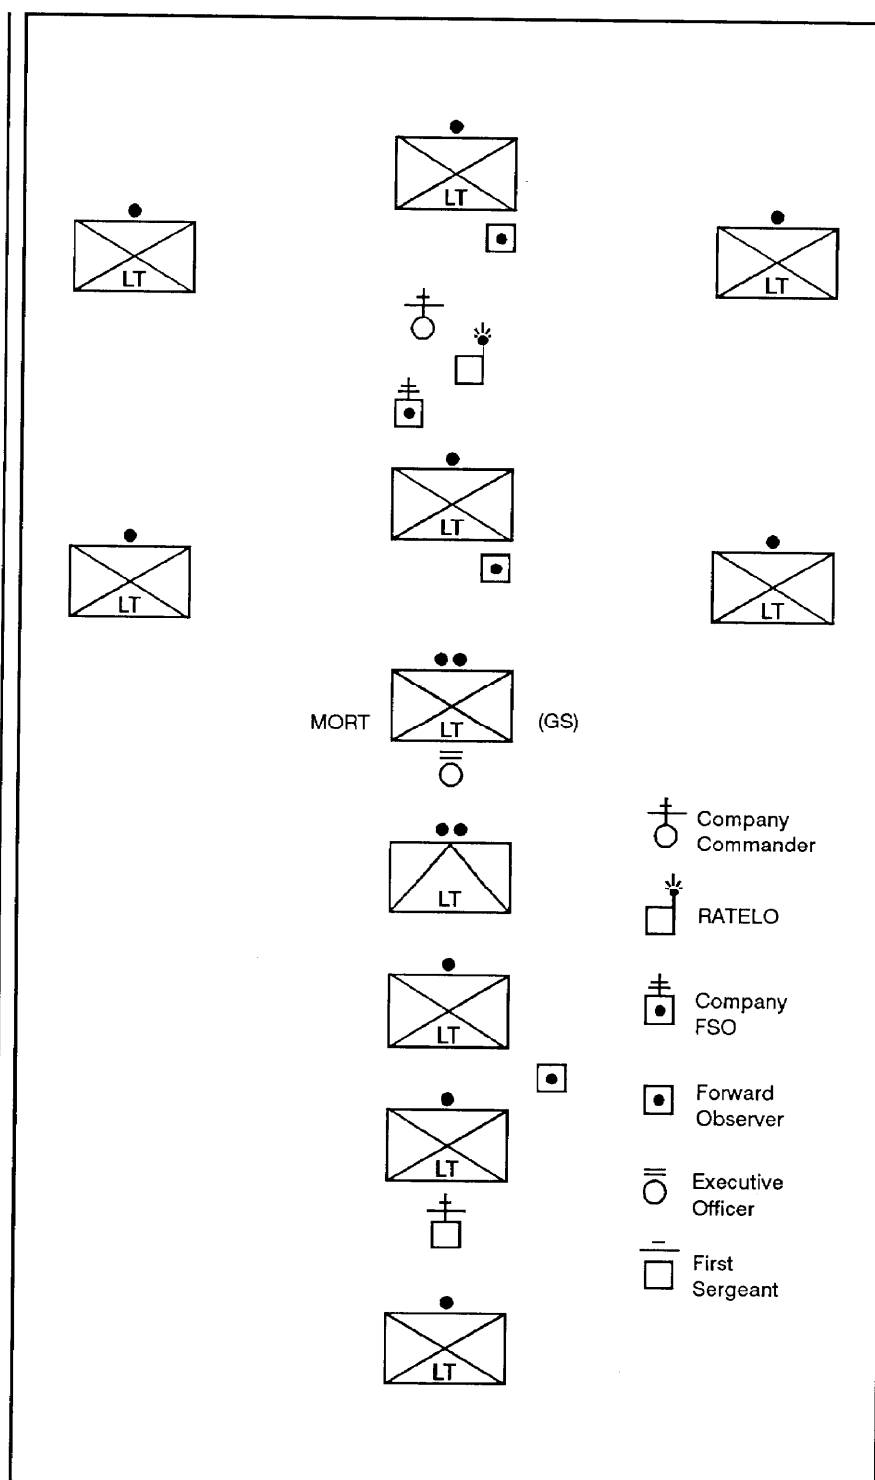 LT
LT
LT
LT
LT
LT
MORT LT (GS)
Company
Commander
LT
RATELO
Company
FSO
LT
Forward
Observer
LT
Executive
Officer
First
Sergeant
LT